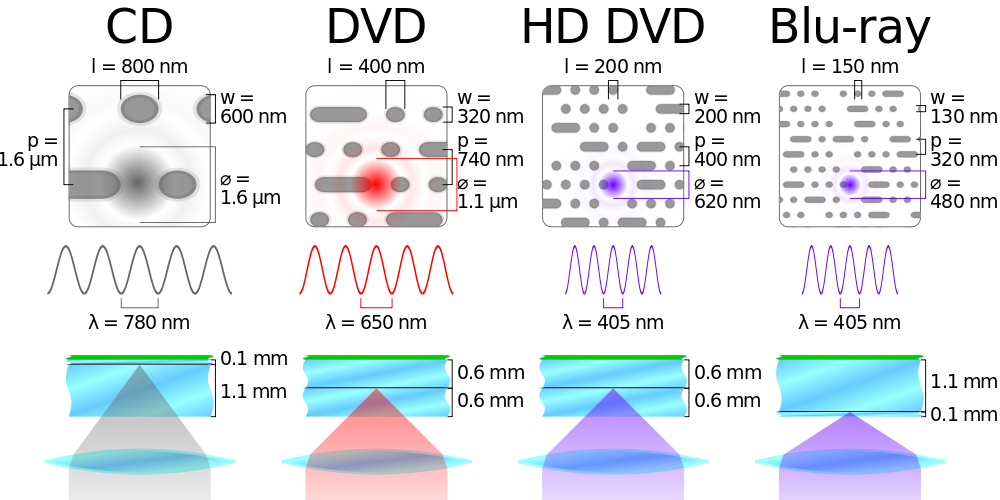 CD
DVD
HD DVD
Blu-ray
l = 800 nm
l = 400 nm
l = 200 nm
l = 150 nm
w =
600 nm
p =
1.6 µm
⌀ =
1.6 µm
w =
320 nm
p =
740 nm
⌀ =
1.1 µm
w =
200 nm
p =
400 nm
⌀ =
620 nm
w =
130 nm
p =
320 nm
⌀ =
480 nm
λ = 780 nm
λ = 650 nm
λ = 405 nm
λ = 405 nm
0.1 mm
1.1 mm
0.6 mm
0.6 mm
0.6 mm
0.6 mm
1.1 mm
0.1 mm